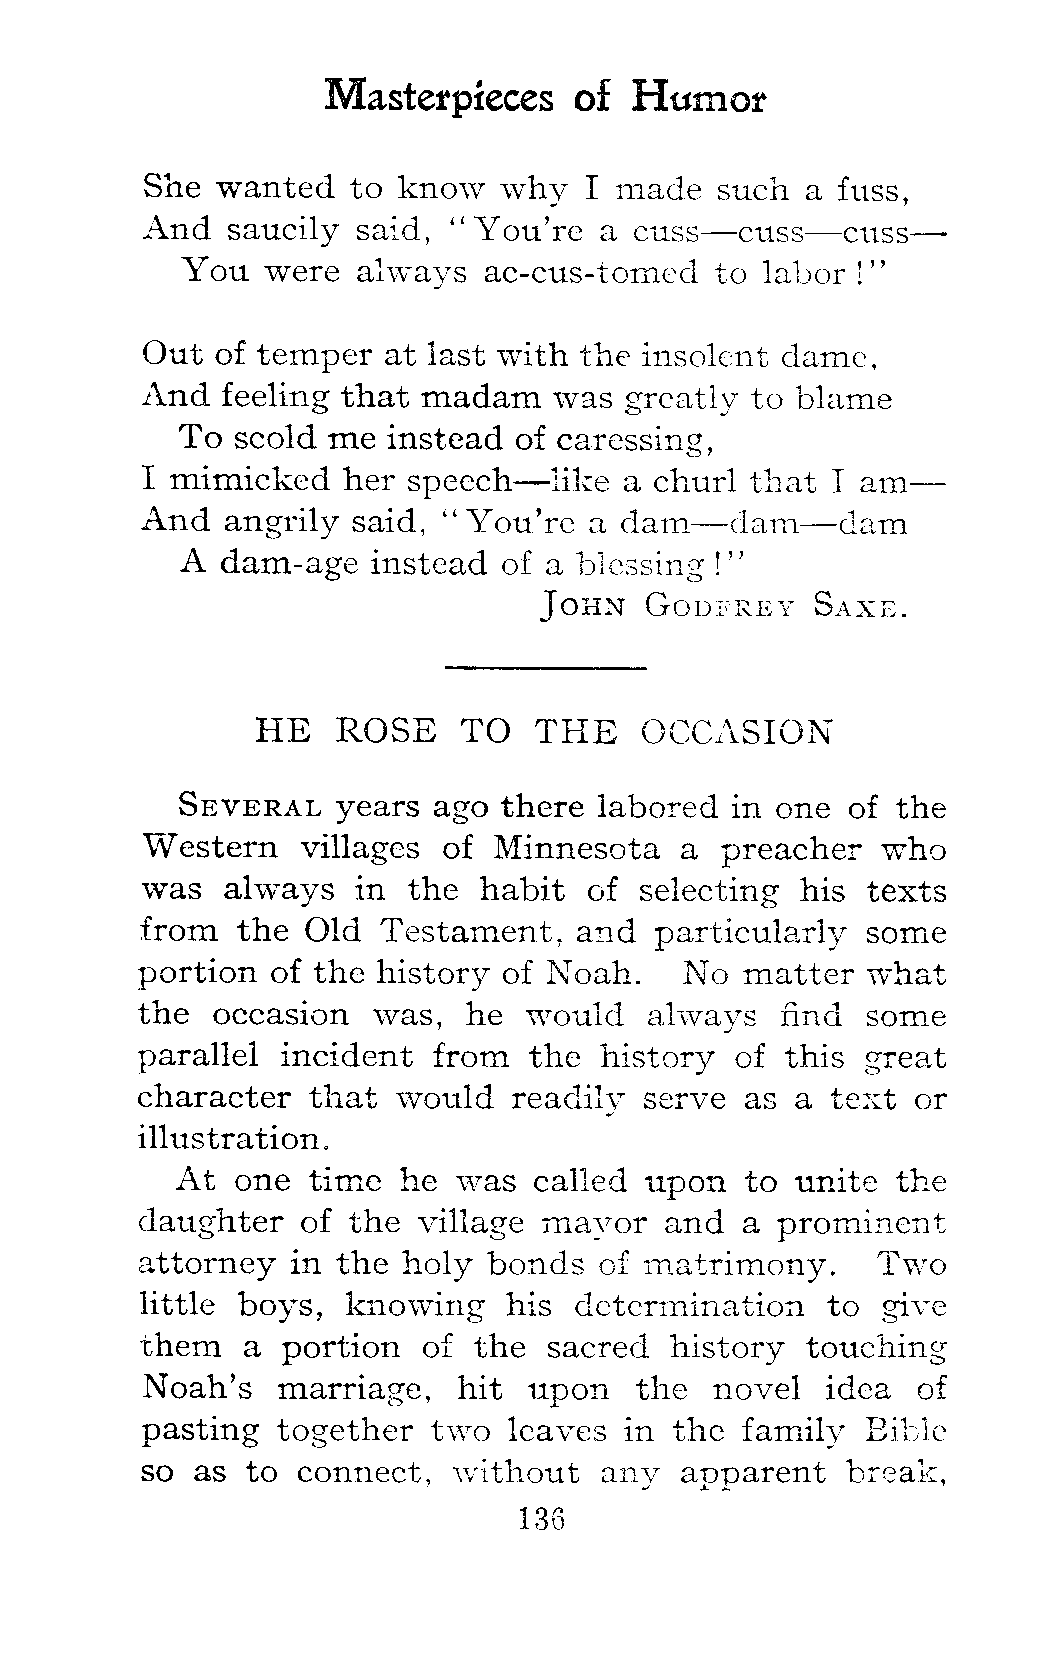 Masterpieces of Humor
She wanted to know why I made such a fuss,
And saucily said, "You're a cuss—cuss—cuss—
You were always ac-cus-tomed to labor!"
Out of temper at last with the insolent dame,
And feeling that madam was greatly to blame
To scold me instead of caressing,
I mimicked her speech—like a churl that I am—
And angrily said, "You're a dam—dam—dam
A dam-age instead of a blessing!"
JOHN GODFREY SAXE.
HE ROSE TO THE OCCASION
SEVERAL years ago there labored in one of the
Western villages of Minnesota a preacher who
was always in the habit of selecting his texts
from the Old Testament, and particularly some
portion of the history of Noah. No matter what
the occasion was, he would always find some
parallel incident from the history of this great
character that would readily serve as a text or
illustration.
At one time he was called upon to unite the
daughter of the village mayor and a prominent
attorney in the holy bonds of matrimony. Two
little boys, knowing his determination to give
them a portion of the sacred history touching
Noah's marriage, hit upon the novel idea of
pasting together two leaves in the family Bible
so as to connect, without any apparent break,
136